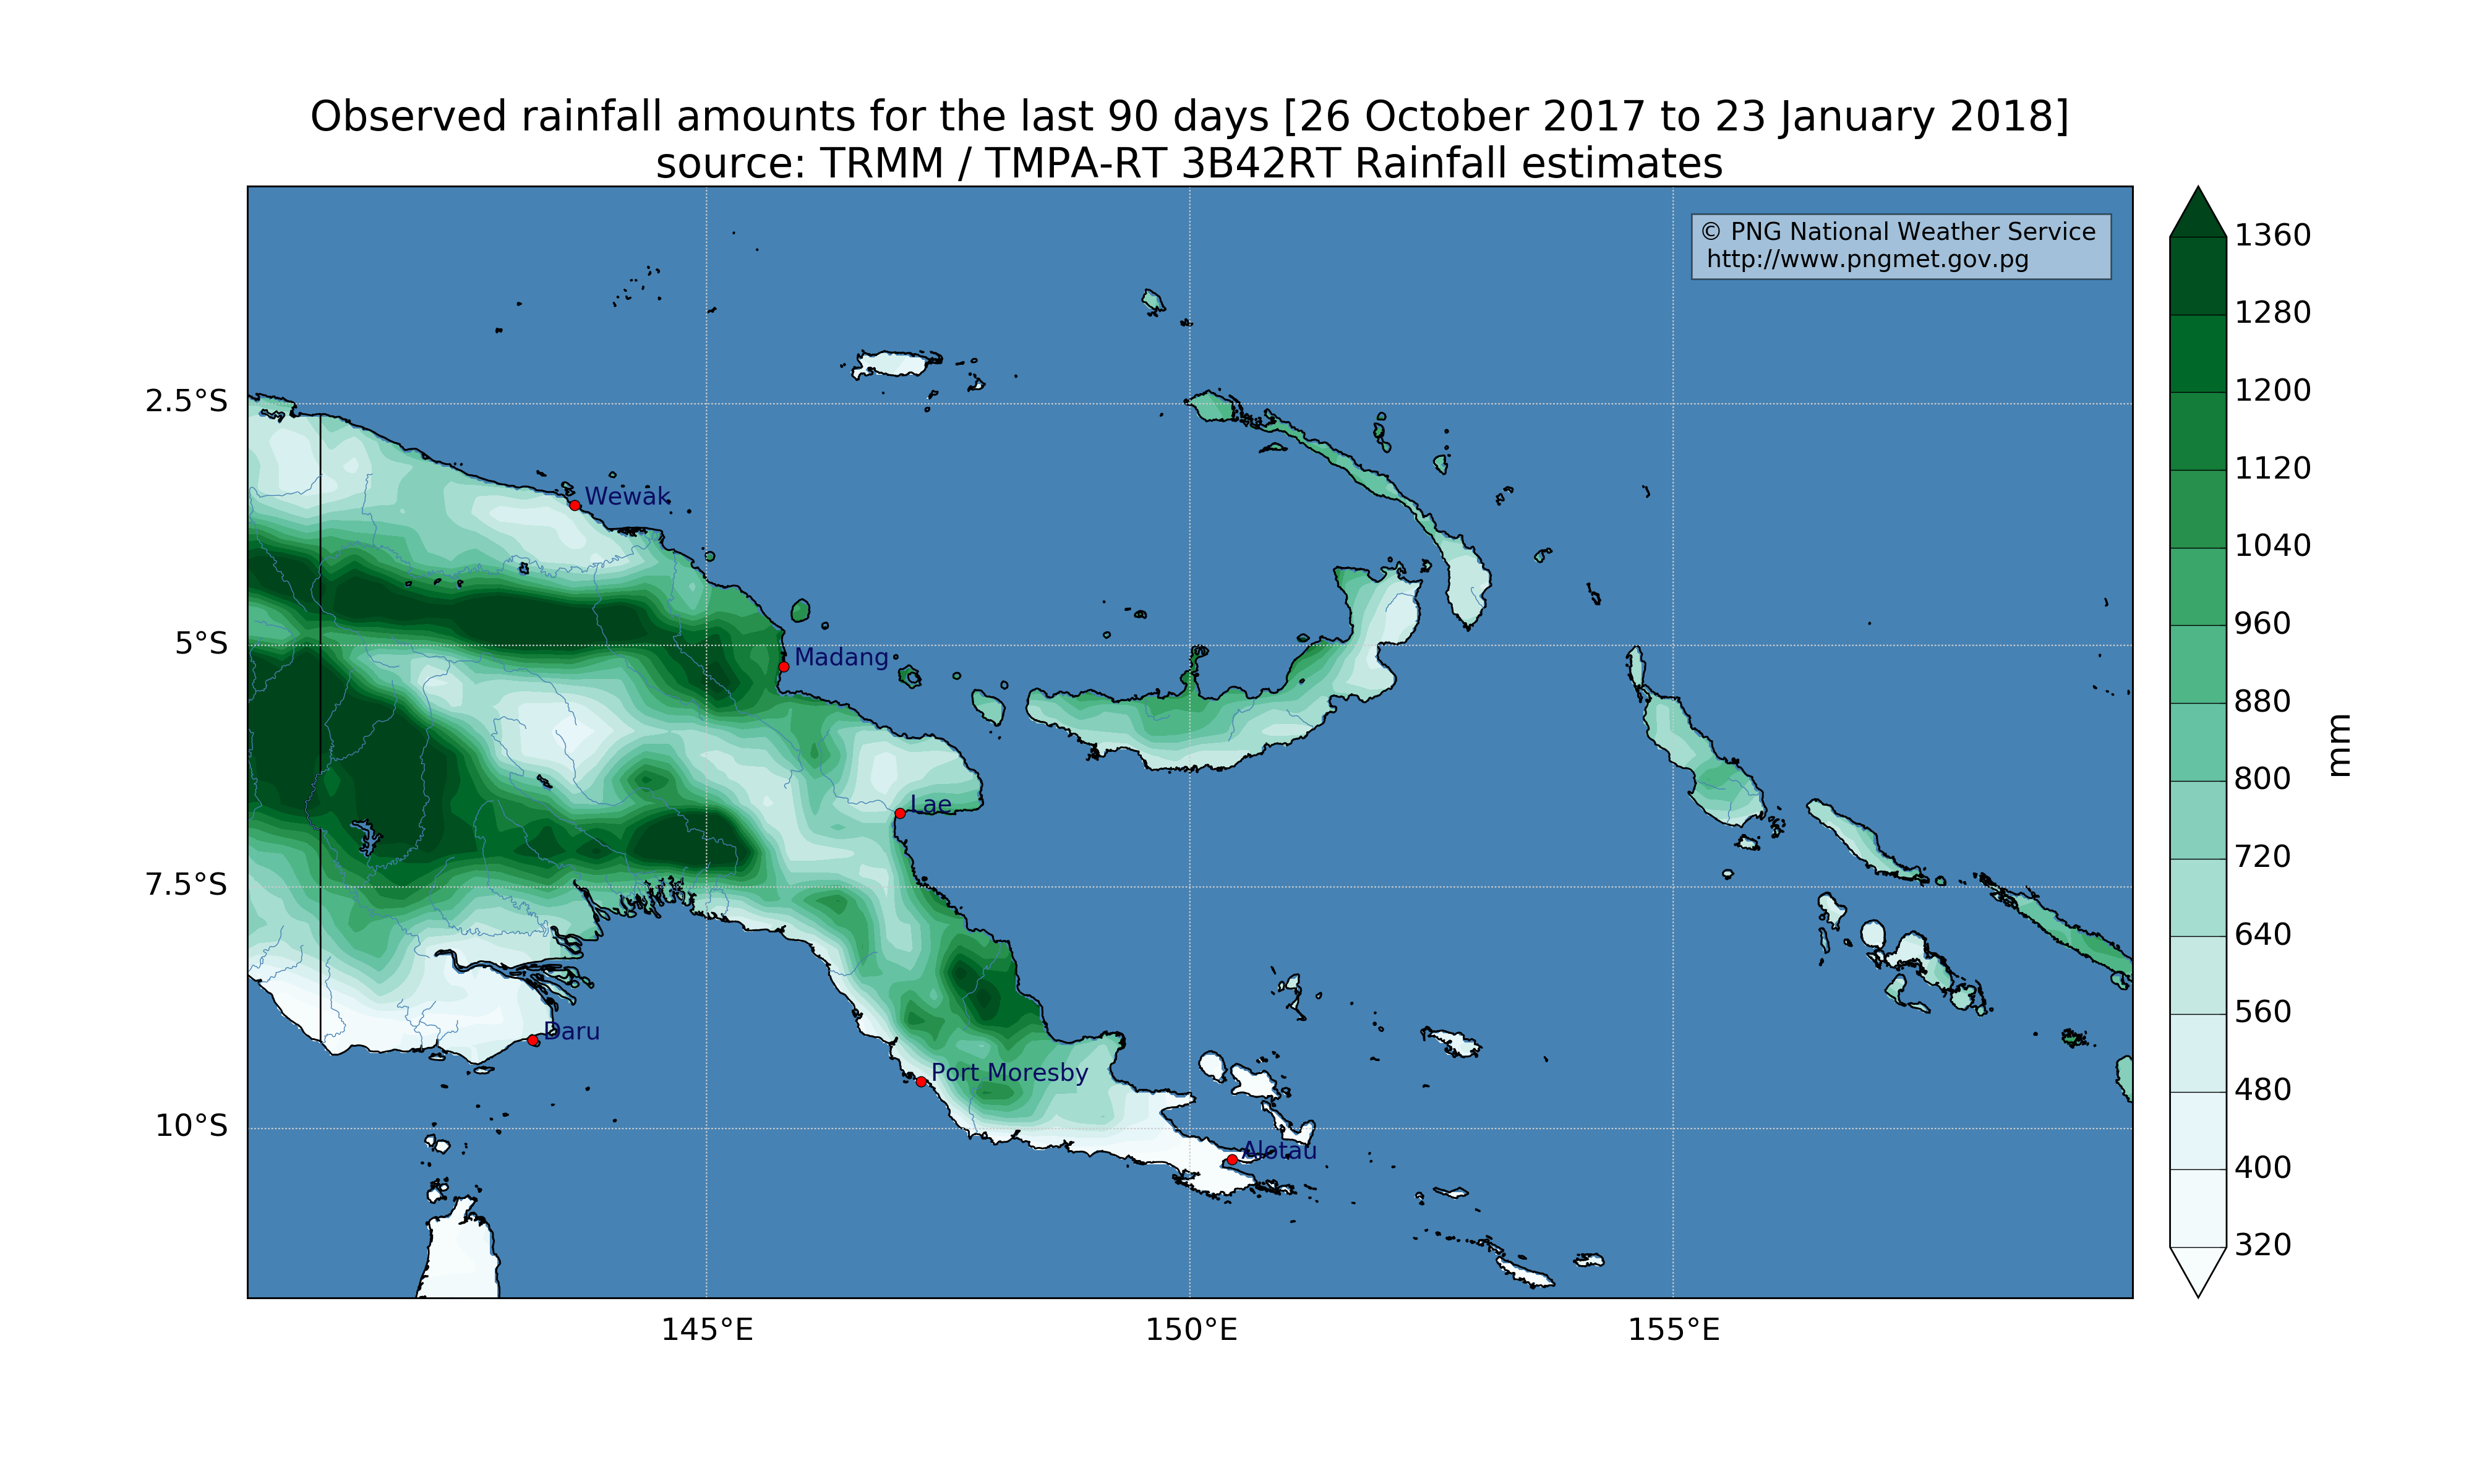 Observed rainfall amounts for the last 90 days [26 October 2017 to 23 January 2018]
source: TRMM / TMPA-RT 3B42RT Rainfall estimates
© PNG National Weather Service
http://www.pngmet.gov.pg
1360
1280
1200
1120
1040
960
880
800
720
640
560
480
400
320
mm
2.5°S
5°S
7.5°S
10°S
Wewak
Madang
Lae
Daru
Port Moresby
Alotau
145°E
150°E
155°E